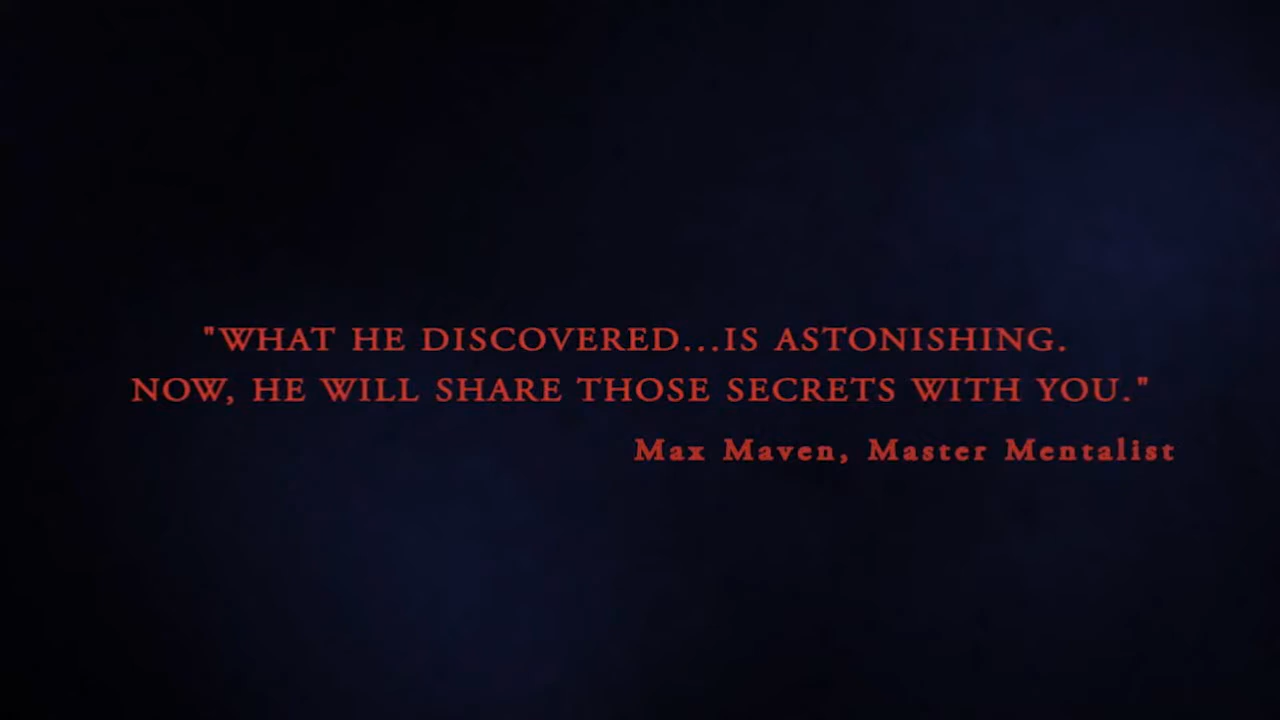 "WHAT HE DISCOVERED...IS ASTONISHING.
NOW, HE WILL SHARE THOSE SECRETS WITH YOU."
Max Maven, Master Mentalist